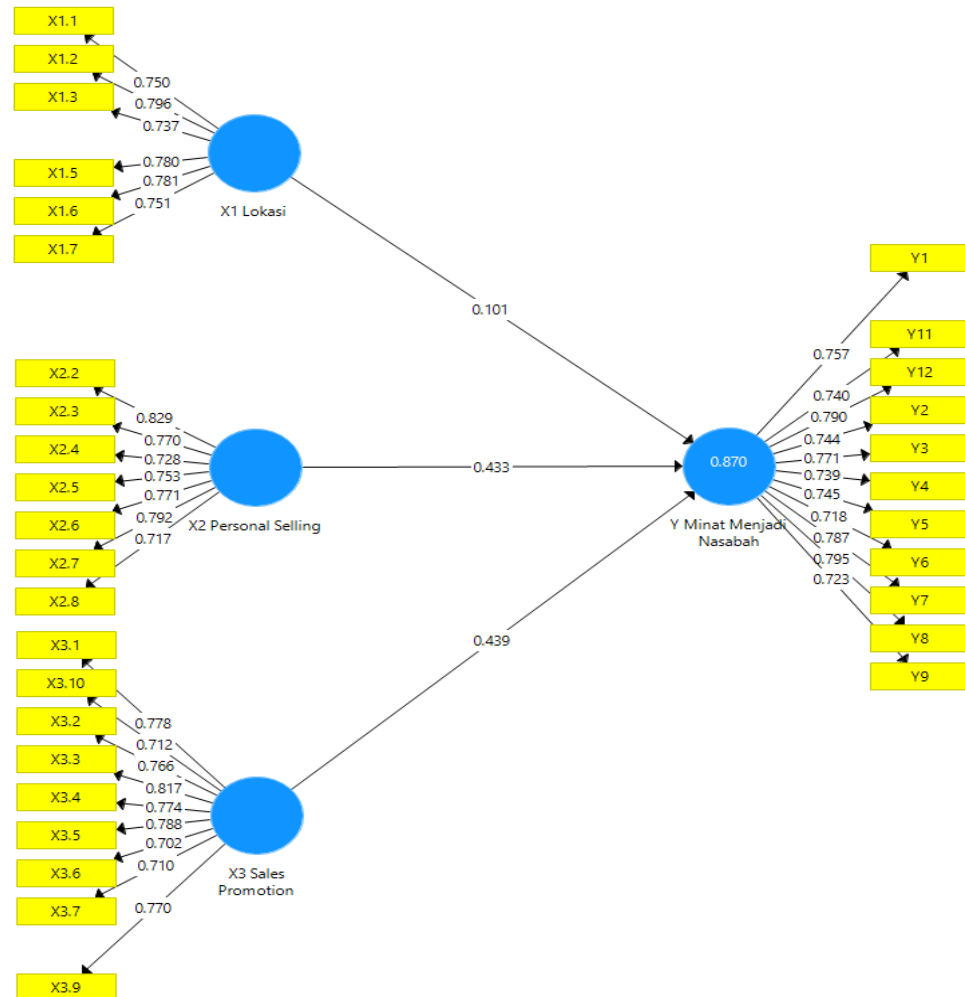 X1.1
X1.2
X1.3
X1.5
X1.6
X1.7
0.750
0.796
0.737
0.780
0.781
0.751
X1 Lokasi
0.101
X2.2
X2.3
X2.4
X2.5
X2.6
X2.7
X2.8
0.829
0.770
0.728
0.753
0.771
0.792
0.717
X2 Personal Selling
0.433
X3.1
X3.10
X3.2
X3.3
X3.4
X3.5
X3.6
X3.7
X3.9
0.778
0.712
0.766
0.817
0.774
0.788
0.702
0.710
0.770
X3 Sales
Promotion
0.439
0.870
Y Minat Menjadi
Nasabah
0.757
0.740
0.790
0.744
0.771
0.739
0.745
0.718
0.787
0.795
0.723
Y1
Y11
Y12
Y2
Y3
Y4
Y5
Y6
Y7
Y8
Y9